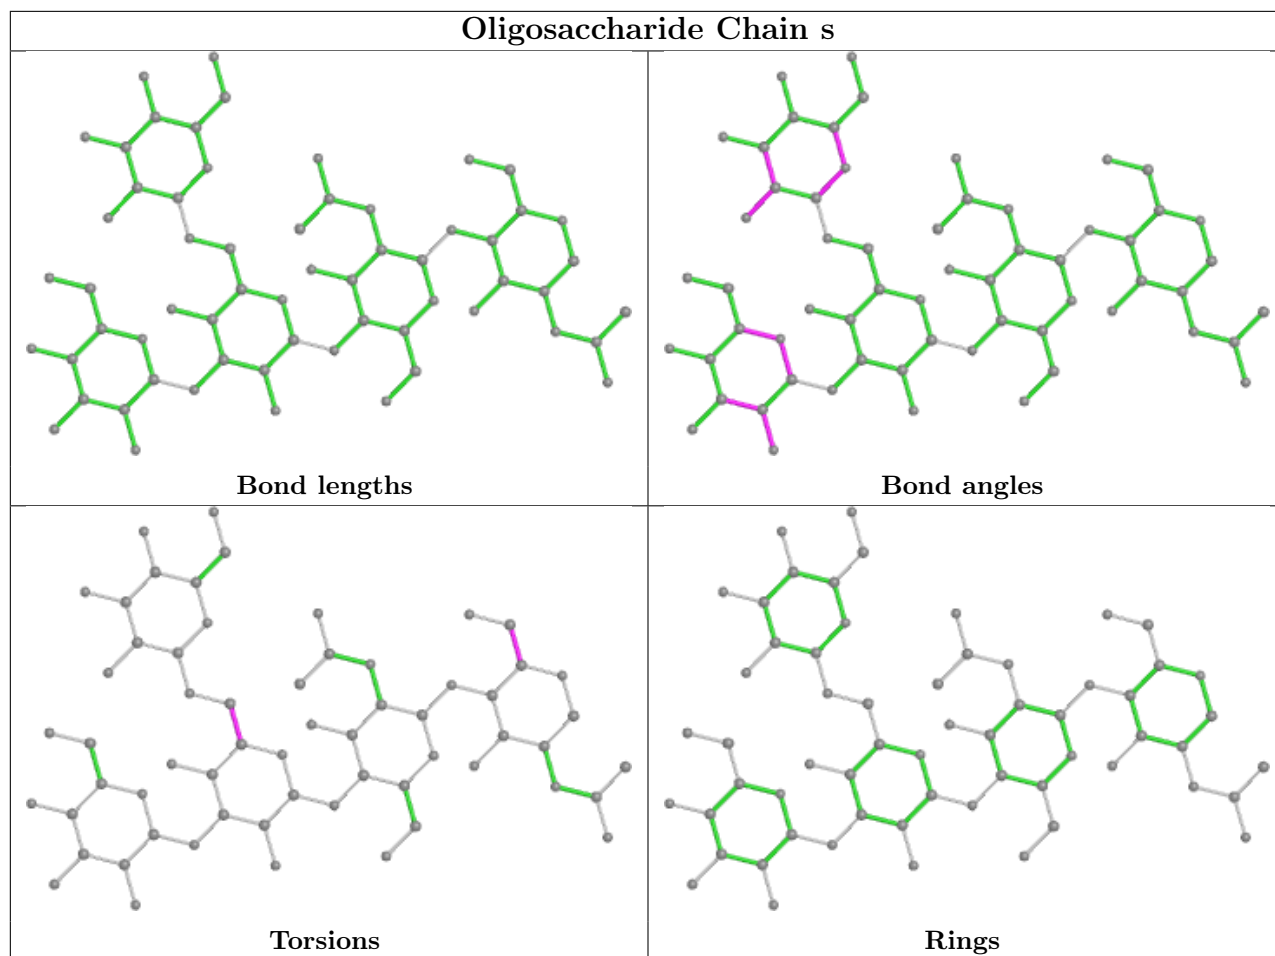 Oligosaccharide Chain s
Bond lengths
Bond angles
Torsions
Rings